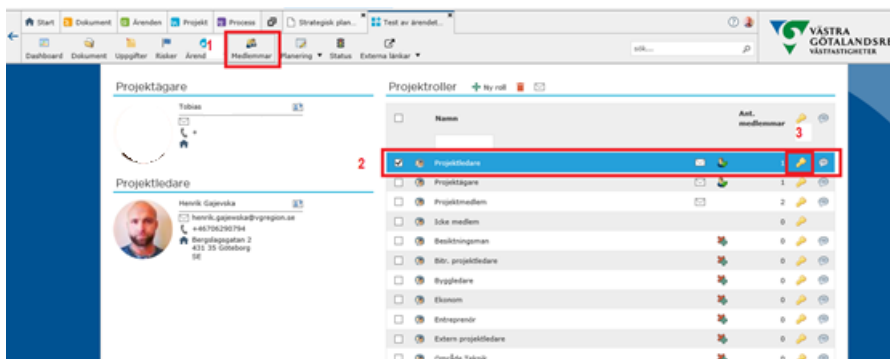 Start Dokument Ärenden Projekt Process Strategisk plan... Test av ärendet...
VÄSTRA
GÖTALANDSRE
VÄSTFASTIGHETER
Dashboard Dokument Uppgifter Risker Ärend 1 Medlemmar Planering Status Externa länkar
sök...
Projektägare
Tobias
+
Projektledare
Henrik Gajevska
henrik.gajewska@vgregion.se
+46706290794
Bergslagsgatan 2
431 35 Göteborg
SE
Projektroller Ny roll
Namn Ant.
medlemmar
3
2 Projektledare 1
Projektägare 1
Projektmedlem 2
Icke medlem 0
Besiktningsman 0
Bitr. projektledare 0
Byggledare 0
Ekonom 0
Entreprenör 0
Extern projektledare 0
Område Teknik